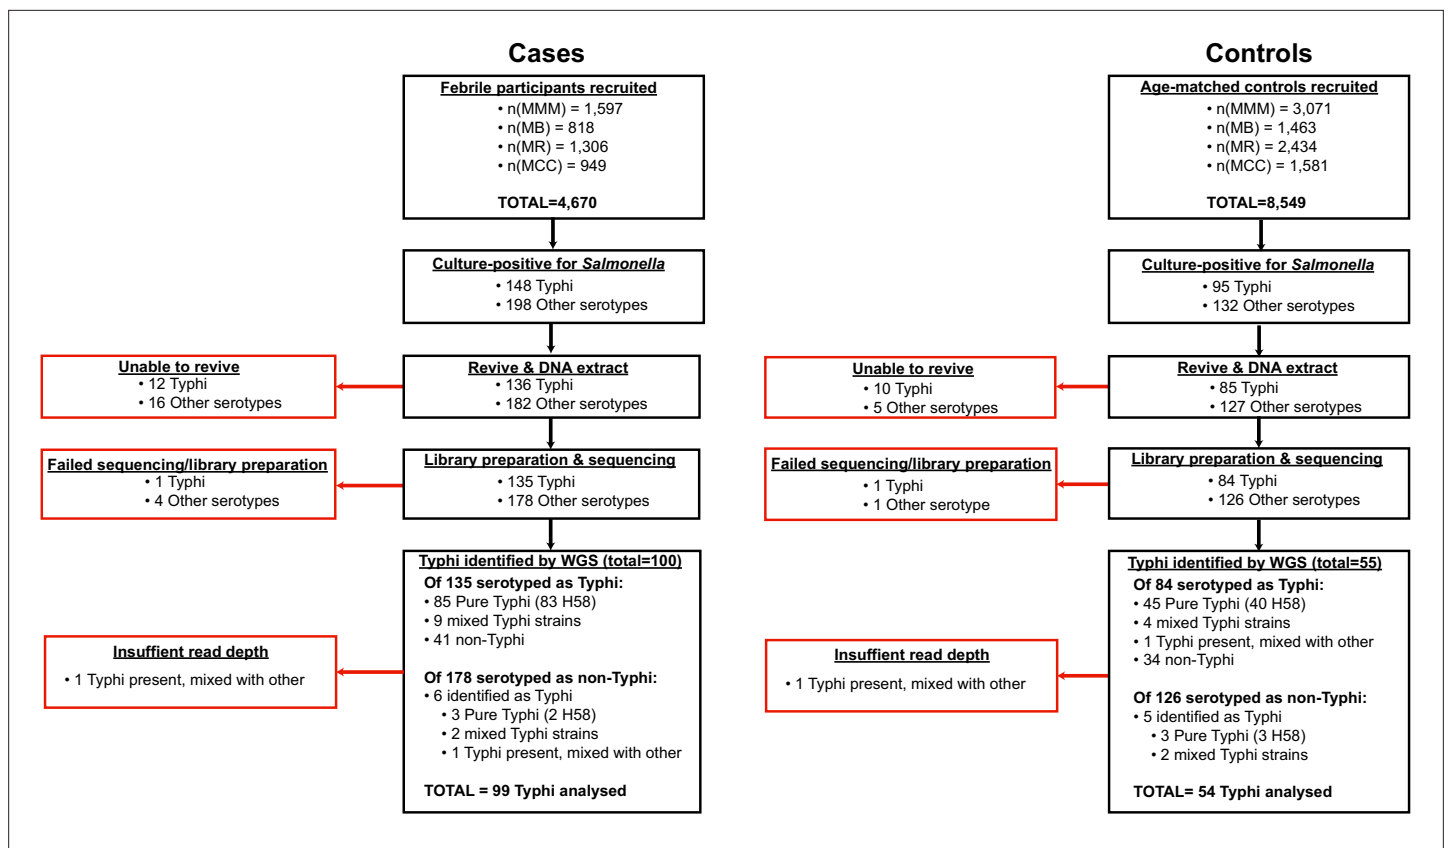 Cases
Febrile participants recruited
• n(MMM) = 1,597
• n(MB) = 818
• n(MR) = 1,306
• n(MCC) = 949
TOTAL=4,670
Culture-positive for Salmonella
• 148 Typhi
• 198 Other serotypes
Unable to revive
• 12 Typhi
• 16 Other serotypes
Revive & DNA extract
• 136 Typhi
• 182 Other serotypes
Failed sequencing/library preparation
• 1 Typhi
• 4 Other serotypes
Library preparation & sequencing
• 135 Typhi
• 178 Other serotypes
Typhi identified by WGS (total=100)
Of 135 serotyped as Typhi:
• 85 Pure Typhi (83 H58)
• 9 mixed Typhi strains
• 41 non-Typhi
Insuffient read depth
• 1 Typhi present, mixed with other
Of 178 serotyped as non-Typhi:
• 6 identified as Typhi
• 3 Pure Typhi (2 H58)
• 2 mixed Typhi strains
• 1 Typhi present, mixed with other
TOTAL = 99 Typhi analysed
Controls
Age-matched controls recruited
• n(MMM) = 3,071
• n(MB) = 1,463
• n(MR) = 2,434
• n(MCC) = 1,581
TOTAL=8,549
Culture-positive for Salmonella
• 95 Typhi
• 132 Other serotypes
Unable to revive
• 10 Typhi
• 5 Other serotypes
Revive & DNA extract
• 85 Typhi
• 127 Other serotypes
Failed sequencing/library preparation
• 1 Typhi
• 1 Other serotype
Library preparation & sequencing
• 84 Typhi
• 126 Other serotypes
Typhi identified by WGS (total=55)
Of 84 serotyped as Typhi:
• 45 Pure Typhi (40 H58)
• 4 mixed Typhi strains
• 1 Typhi present, mixed with other
• 34 non-Typhi
Insuffient read depth
• 1 Typhi present, mixed with other
Of 126 serotyped as non-Typhi:
• 5 identified as Typhi
• 3 Pure Typhi (3 H58)
• 2 mixed Typhi strains
TOTAL= 54 Typhi analysed